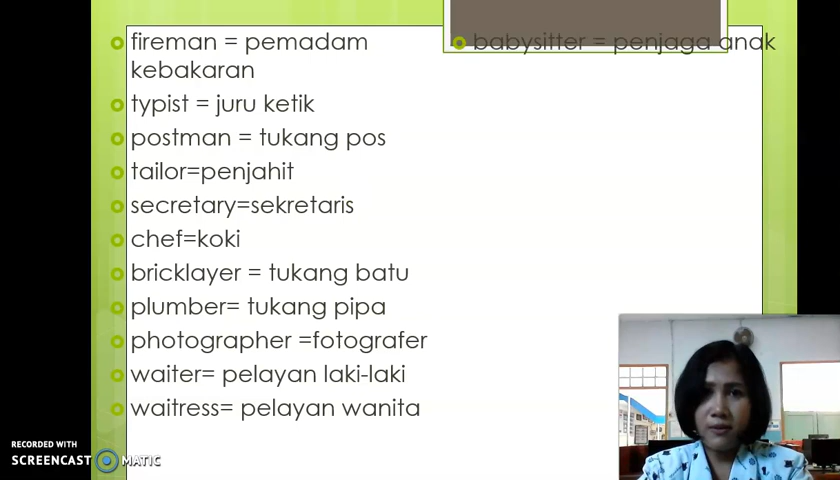 fireman = pemadam
kebakaran
typist = juru ketik
postman = tukang pos
tailor=penjahit
secretary=sekretaris
chef=koki
bricklayer = tukang batu
plumber= tukang pipa
photographer =fotografer
waiter= pelayan laki-laki
waitress= pelayan wanita
babysitter = penjaga anak
RECORDED WITH
SCREENCAST MATIC